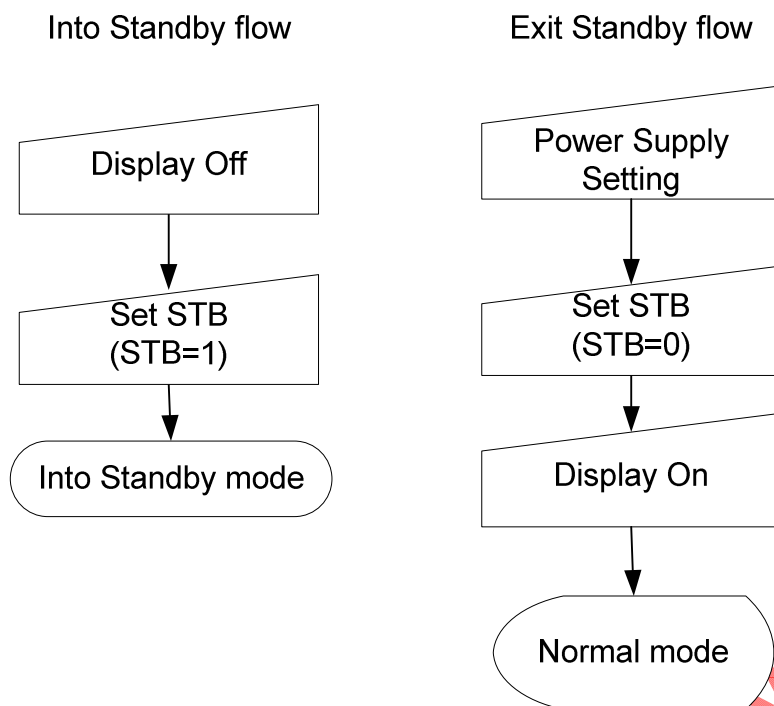 Into Standby flow
Display Off
Set STB
(STB=1)
Into Standby mode
Exit Standby flow
Power Supply
Setting
Set STB
(STB=0)
Display On
Normal mode